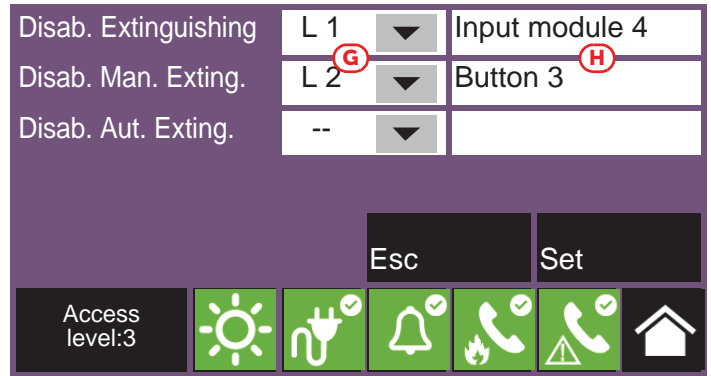 Disab. Extinguishing L 1 Input module 4
G H
Disab. Man. Exting. L 2 Button 3
Disab. Aut. Exting. --
Esc Set
Access
level:3